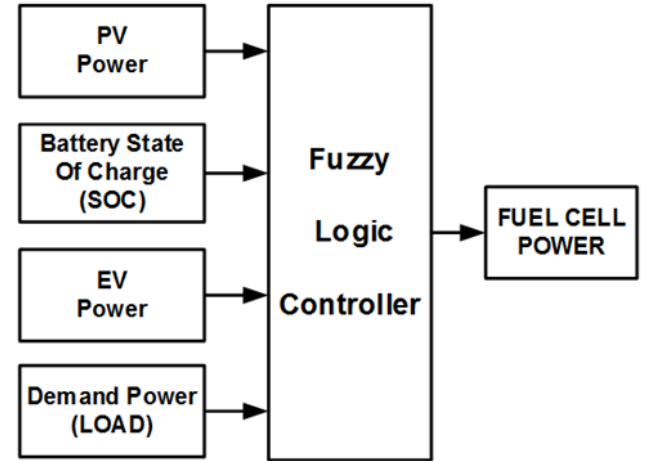 PV
Power
Battery State
Of Charge
(SOC)
EV
Power
Demand Power
(LOAD)
Fuzzy
Logic
Controller
FUEL CELL
POWER